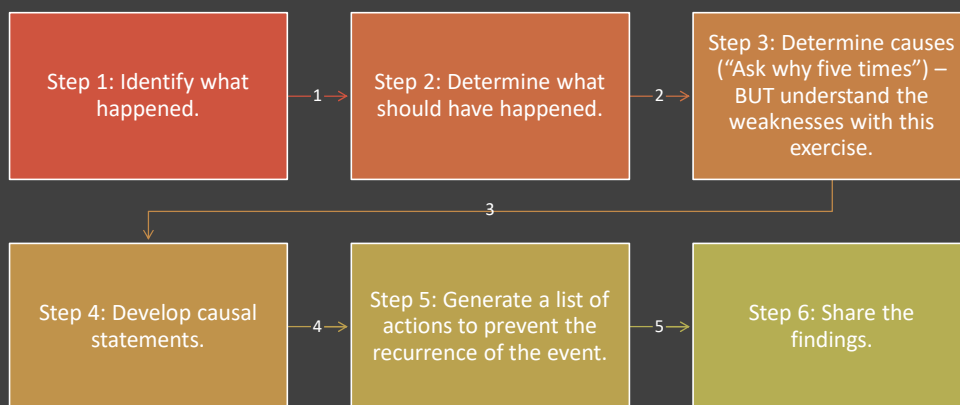 Step 1: Identify what
happened.
1
Step 2: Determine what
should have happened.
2
Step 3: Determine causes
(“Ask why five times”) –
BUT understand the
weaknesses with this
exercise.
3
Step 4: Develop causal
statements.
4
Step 5: Generate a list of
actions to prevent the
recurrence of the event.
5
Step 6: Share the
findings.